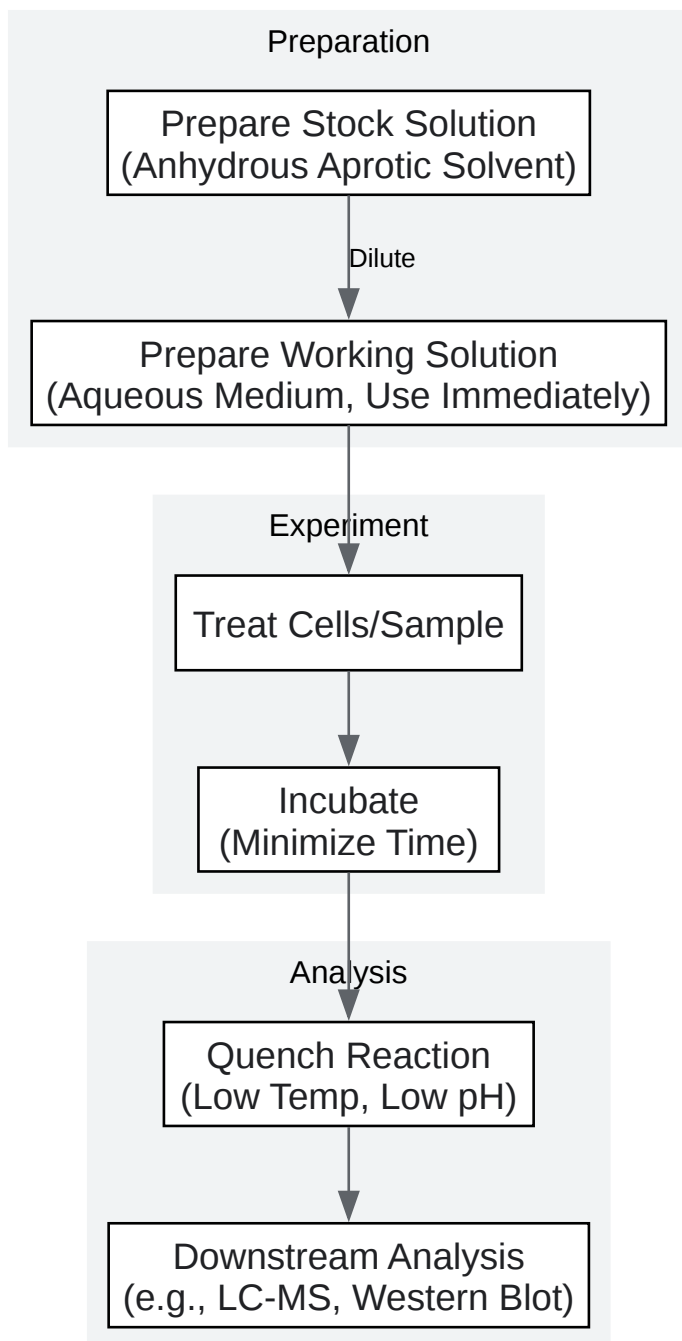 Preparation
Prepare Stock Solution
(Anhydrous Aprotic Solvent)
Dilute
Prepare Working Solution
(Aqueous Medium, Use Immediately)
Experiment
Treat Cells/Sample
Incubate
(Minimize Time)
Analysis
Quench Reaction
(Low Temp, Low pH)
Downstream Analysis
(e.g., LC-MS, Western Blot)